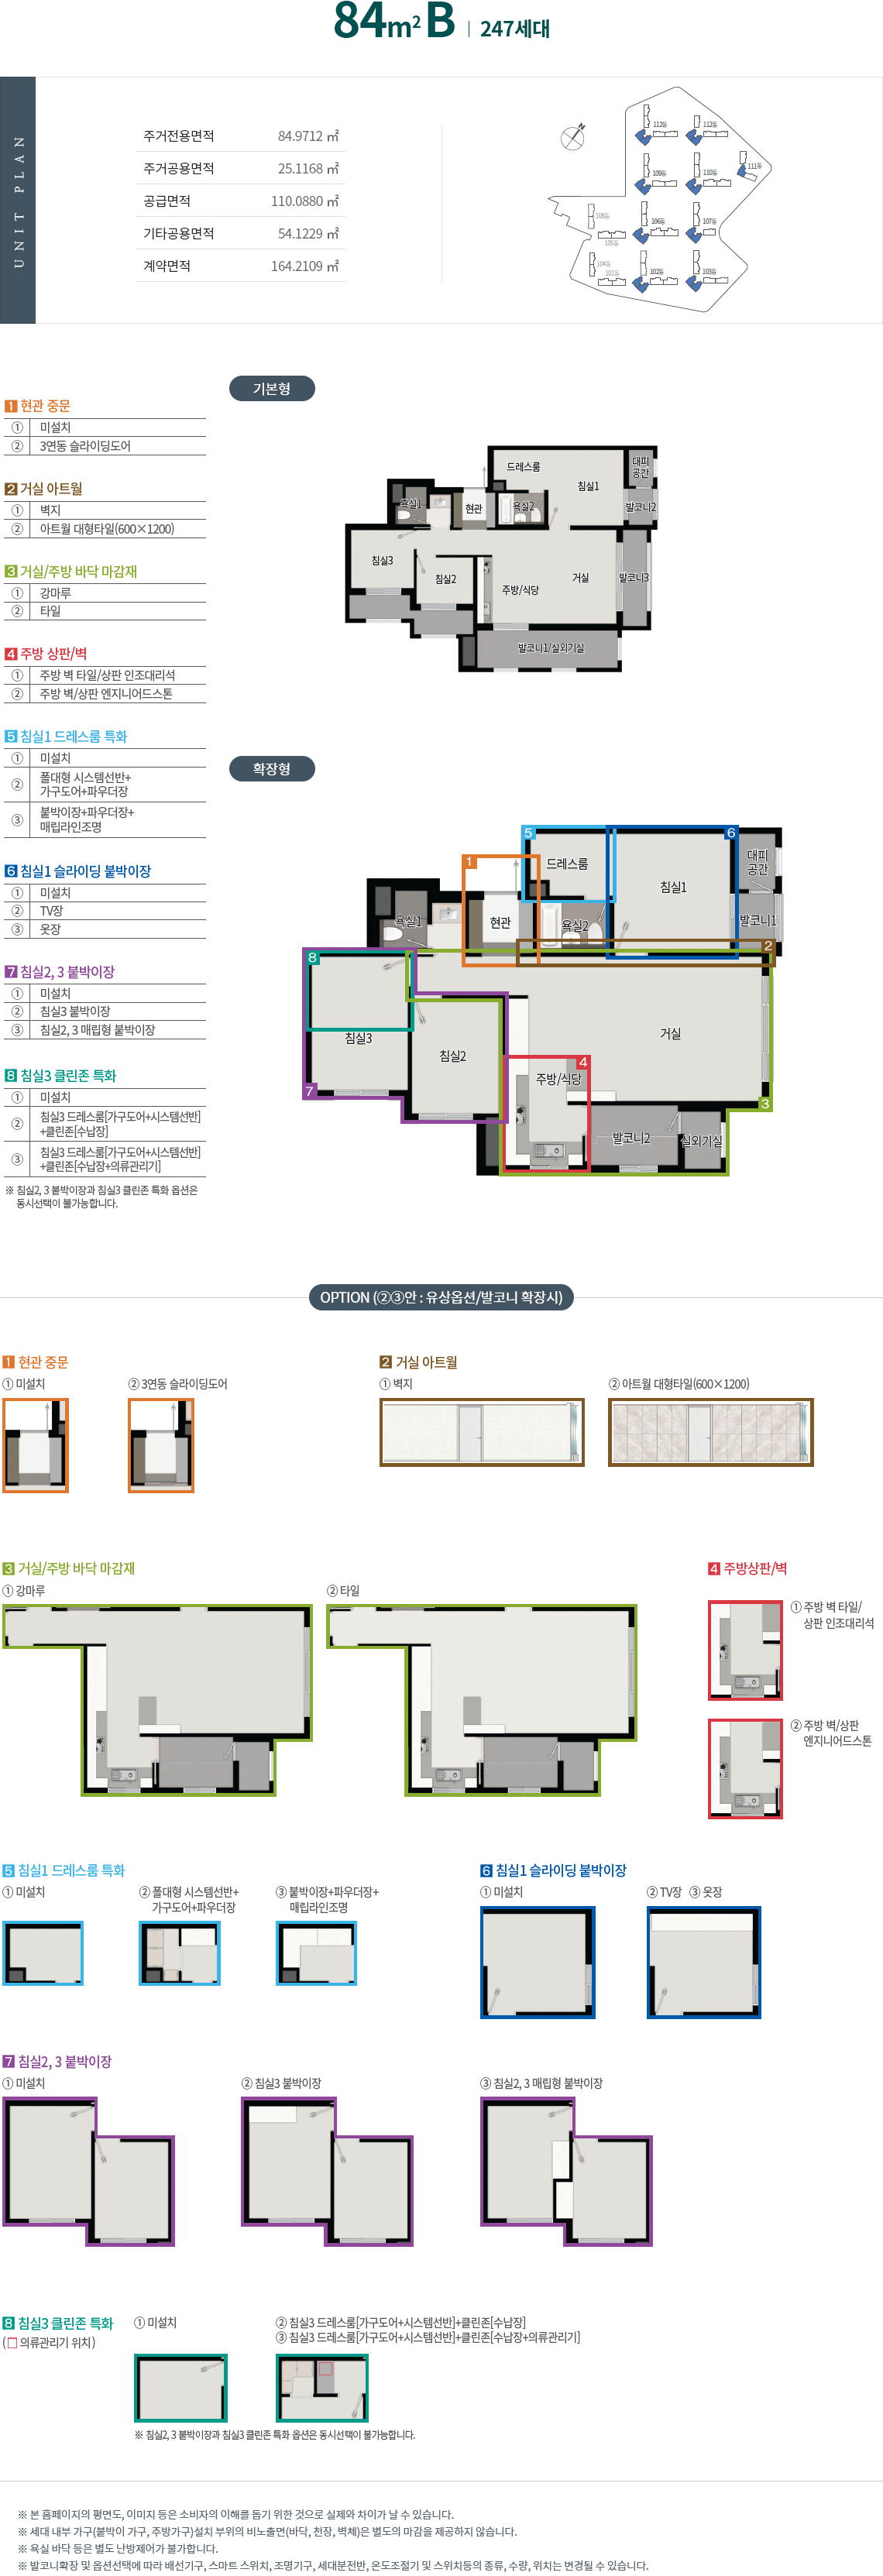 84m² B | 247세대
UNIT PLAN
주거전용면적 84.9712 ㎡
주거공용면적 25.1168 ㎡
공급면적 110.0880 ㎡
기타공용면적 54.1229 ㎡
계약면적 164.2109 ㎡
N
112동
112동
111동
109동
110동
108동
106동
107동
105동
104동
101동
102동
103동
기본형
1 현관 중문
① 미설치
② 3연동 슬라이딩도어
2 거실 아트월
① 벽지
② 아트월 대형타일(600×1200)
3 거실/주방 바닥 마감재
① 강마루
② 타일
4 주방 상판/벽
① 주방 벽 타일/상판 인조대리석
② 주방 벽/상판 엔지니어드스톤
5 침실1 드레스룸 특화
① 미설치
② 폴대형 시스템선반+
가구도어+파우더장
③ 붙박이장+파우더장+
매립라인조명
6 침실1 슬라이딩 붙박이장
① 미설치
② TV장
③ 옷장
7 침실2, 3 붙박이장
① 미설치
② 침실3 붙박이장
③ 침실2, 3 매립형 붙박이장
8 침실3 클린존 특화
① 미설치
② 침실3 드레스룸[가구도어+시스템선반]
+클린존[수납장]
③ 침실3 드레스룸[가구도어+시스템선반]
+클린존[수납장+의류관리기]
※ 침실2, 3 붙박이장과 침실3 클린존 특화 옵션은
동시선택이 불가능합니다.
드레스룸
침실1
대피
공간
욕실1
현관
욕실2
발코니2
침실3
침실2
주방/식당
거실
발코니3
발코니1/실외기실
확장형
5
6
1
드레스룸
침실1
대피
공간
욕실1
현관
욕실2
발코니1
2
8
침실3
침실2
거실
4
주방/식당
7
3
발코니2
실외기실
OPTION (②③안 : 유상옵션/발코니 확장시)
1 현관 중문
① 미설치
② 3연동 슬라이딩도어
2 거실 아트월
① 벽지
② 아트월 대형타일(600×1200)
3 거실/주방 바닥 마감재
① 강마루
② 타일
4 주방상판/벽
① 주방 벽 타일/
상판 인조대리석
② 주방 벽/상판
엔지니어드스톤
5 침실1 드레스룸 특화
① 미설치
② 폴대형 시스템선반+
가구도어+파우더장
③ 붙박이장+파우더장+
매립라인조명
6 침실1 슬라이딩 붙박이장
① 미설치
② TV장 ③ 옷장
7 침실2, 3 붙박이장
① 미설치
② 침실3 붙박이장
③ 침실2, 3 매립형 붙박이장
8 침실3 클린존 특화
(□ 의류관리기 위치)
① 미설치
② 침실3 드레스룸[가구도어+시스템선반]+클린존[수납장]
③ 침실3 드레스룸[가구도어+시스템선반]+클린존[수납장+의류관리기]
※ 침실2, 3 붙박이장과 침실3 클린존 특화 옵션은 동시선택이 불가능합니다.
※ 본 홈페이지의 평면도, 이미지 등은 소비자의 이해를 돕기 위한 것으로 실제와 차이가 날 수 있습니다.
※ 세대 내부 가구(붙박이 가구, 주방가구)설치 부위의 비노출면(바닥, 천장, 벽체)은 별도의 마감을 제공하지 않습니다.
※ 욕실 바닥 등은 별도 난방제어가 불가합니다.
※ 발코니확장 및 옵션선택에 따라 배선기구, 스마트 스위치, 조명기구, 세대분전반, 온도조절기 및 스위치등의 종류, 수량, 위치는 변경될 수 있습니다.